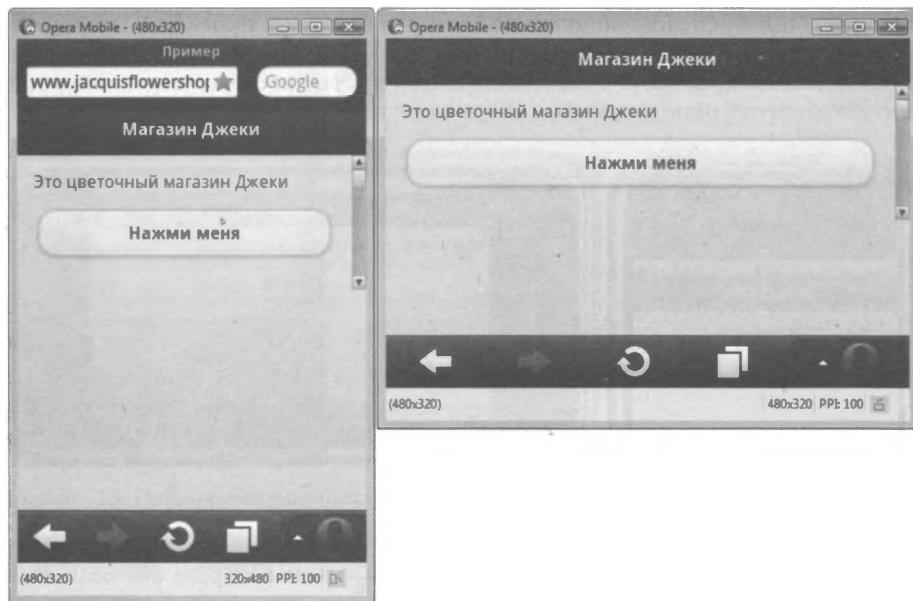 Opera Mobile - (480x320)
Пример
www.jacquisflowershop
Google
Магазин Джеки
Это цветочный магазин Джеки
Нажми меня
(480x320)
320x480 PPI: 100
Opera Mobile - (480x320)
Магазин Джеки
Это цветочный магазин Джеки
Нажми меня
(480x320)
480x320 PPI: 100